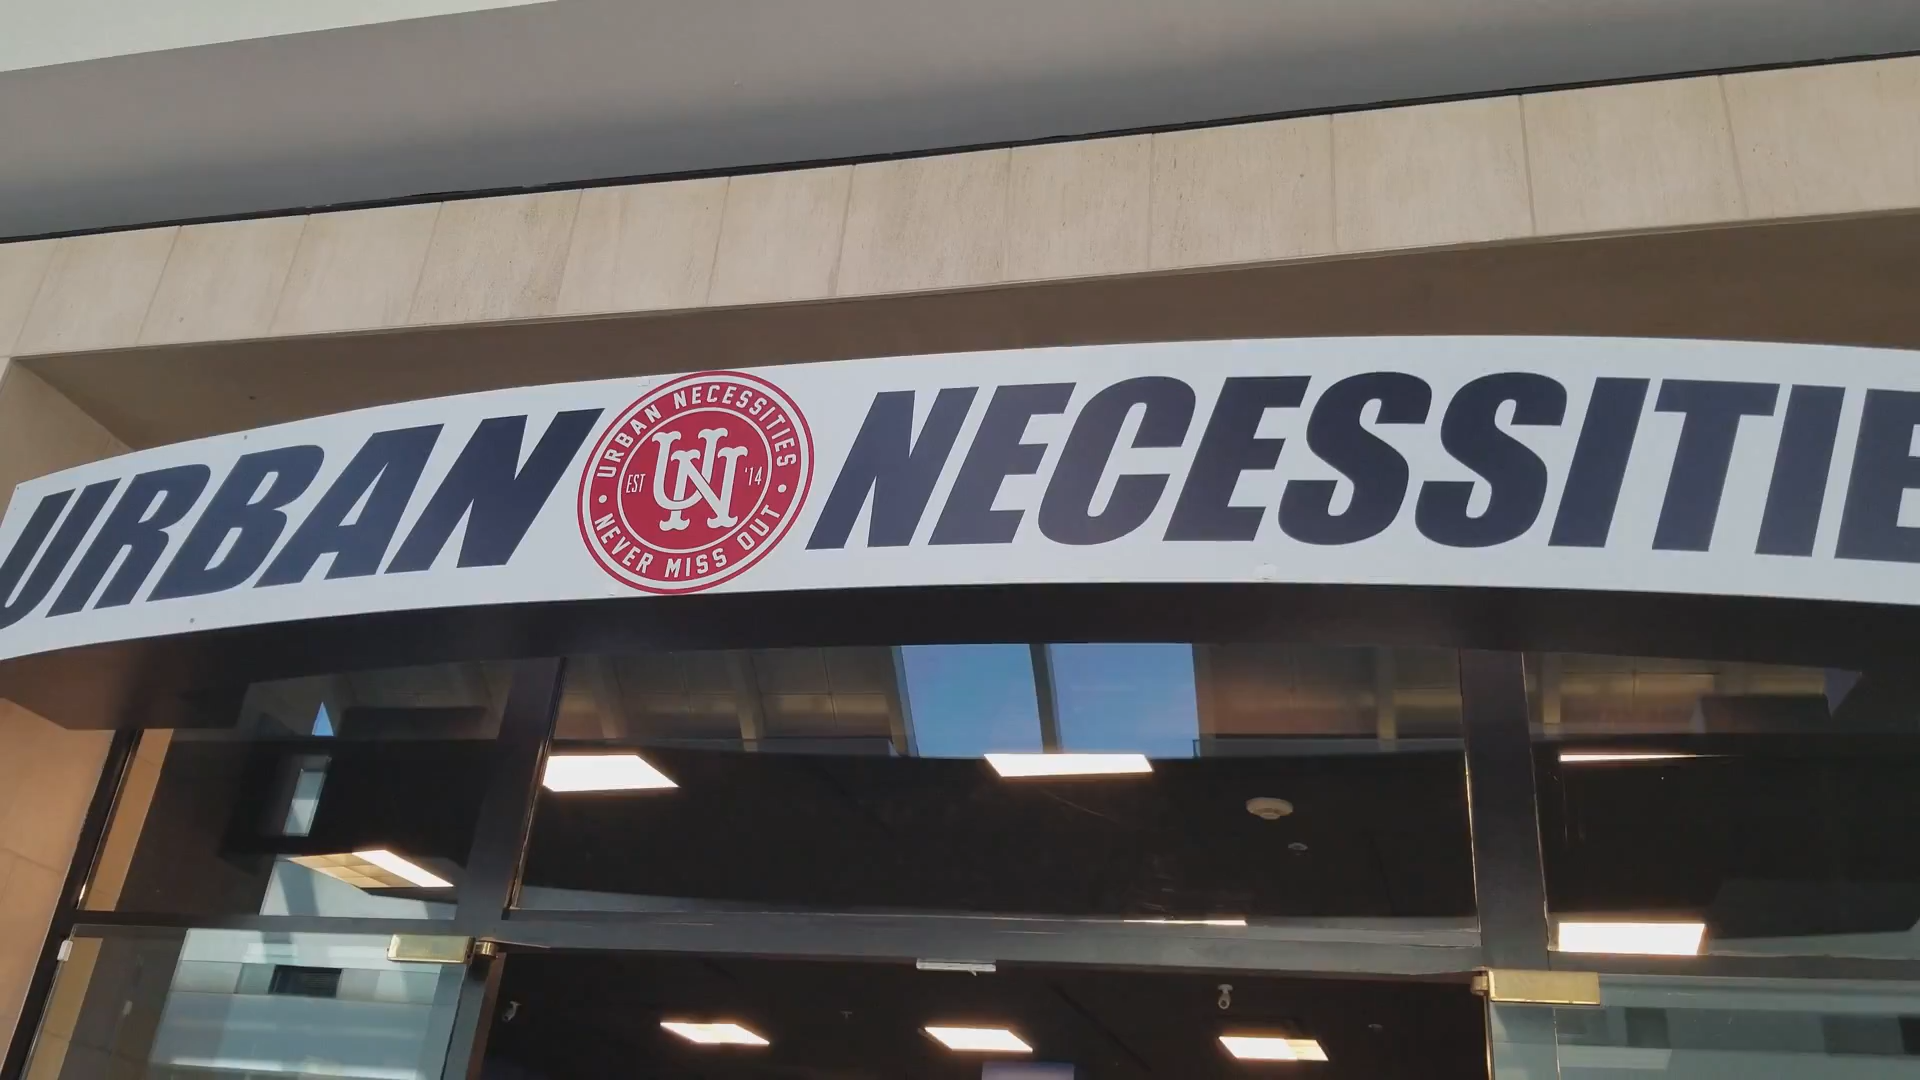 URBAN NECESSITIE
URBAN NECESSITIES
EST UN '14
• NEVER MISS OUT •